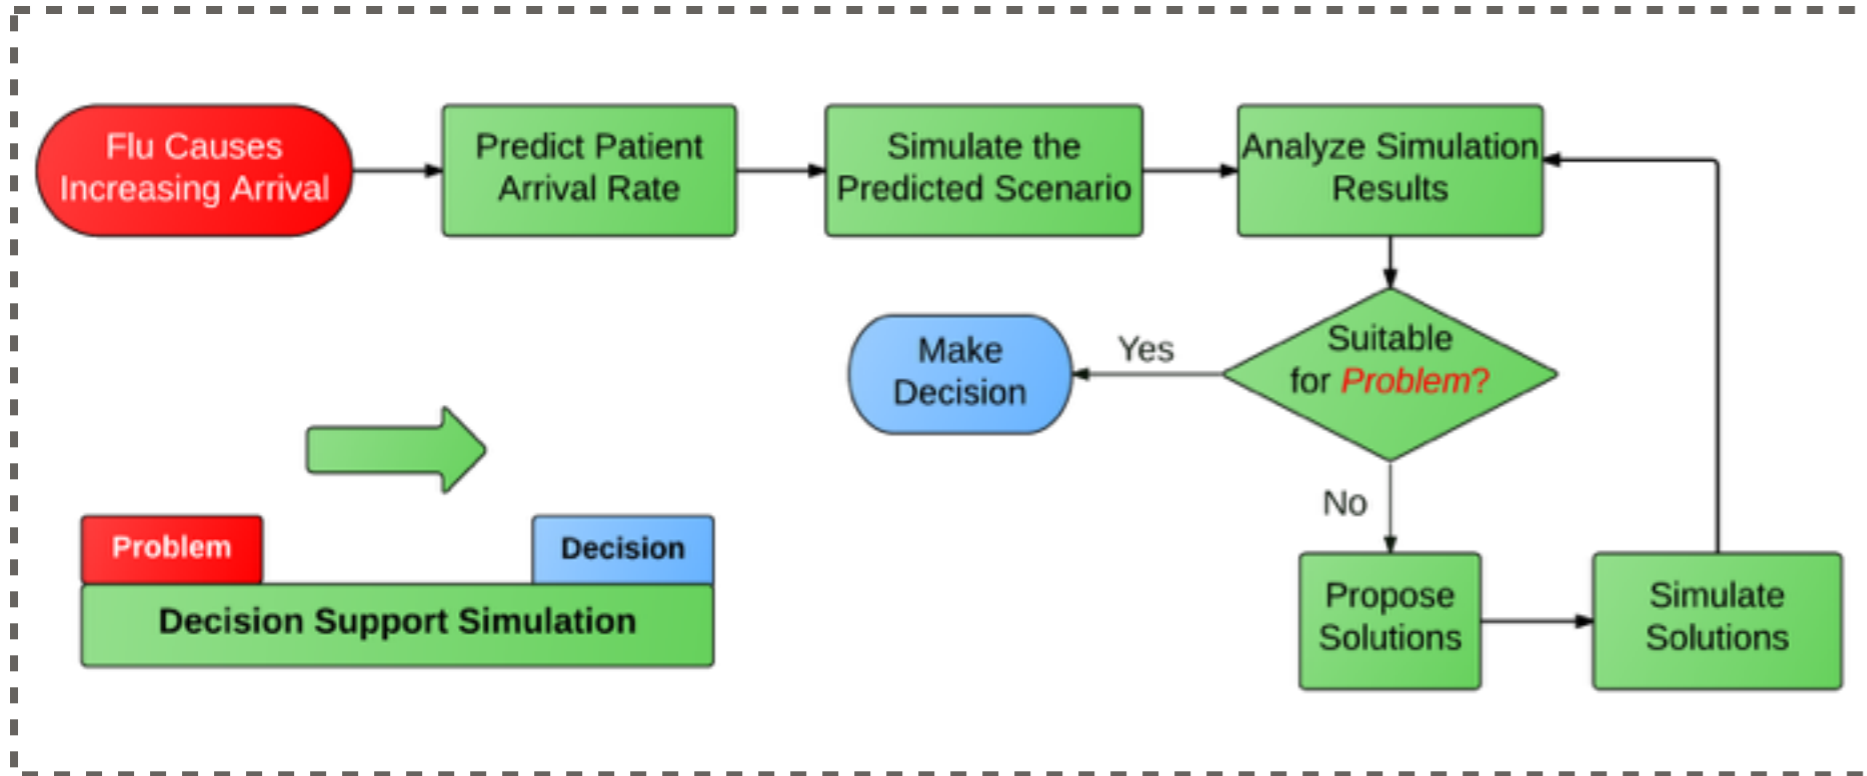 Flu Causes
Increasing Arrival
Predict Patient
Arrival Rate
Simulate the
Predicted Scenario
Analyze Simulation
Results
Suitable
for Problem?
Yes
Make
Decision
No
Propose
Solutions
Simulate
Solutions
Problem
Decision
Decision Support Simulation